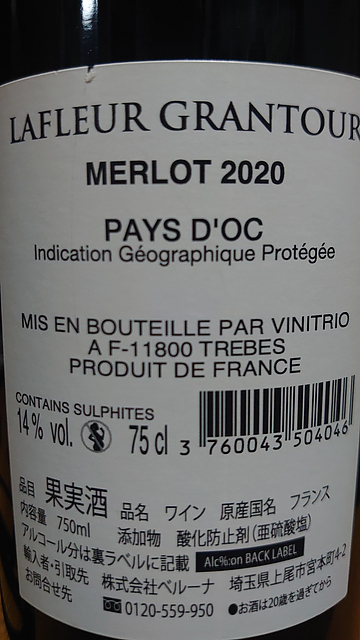 LAFLEUR GRANTOUR
MERLOT 2020
PAYS D'OC
Indication Géographique Protégée
MIS EN BOUTEILLE PAR VINITRIO
A F-11800 TREBES
PRODUIT DE FRANCE
CONTAINS SULPHITES
14 % vol. 75 cl
3 760043 504046
品目 果実酒 品名 ワイン 原産国名 フランス
内容量 750ml 添加物 酸化防止剤(亜硫酸塩)
アルコール分は裏ラベルに記載 Alc%:on BACK LABEL
輸入者・引取先 株式会社ベルーナ 埼玉県上尾市宮本町4-2
お問合せ先 0120-559-950 ●お酒は20歳を過ぎてから